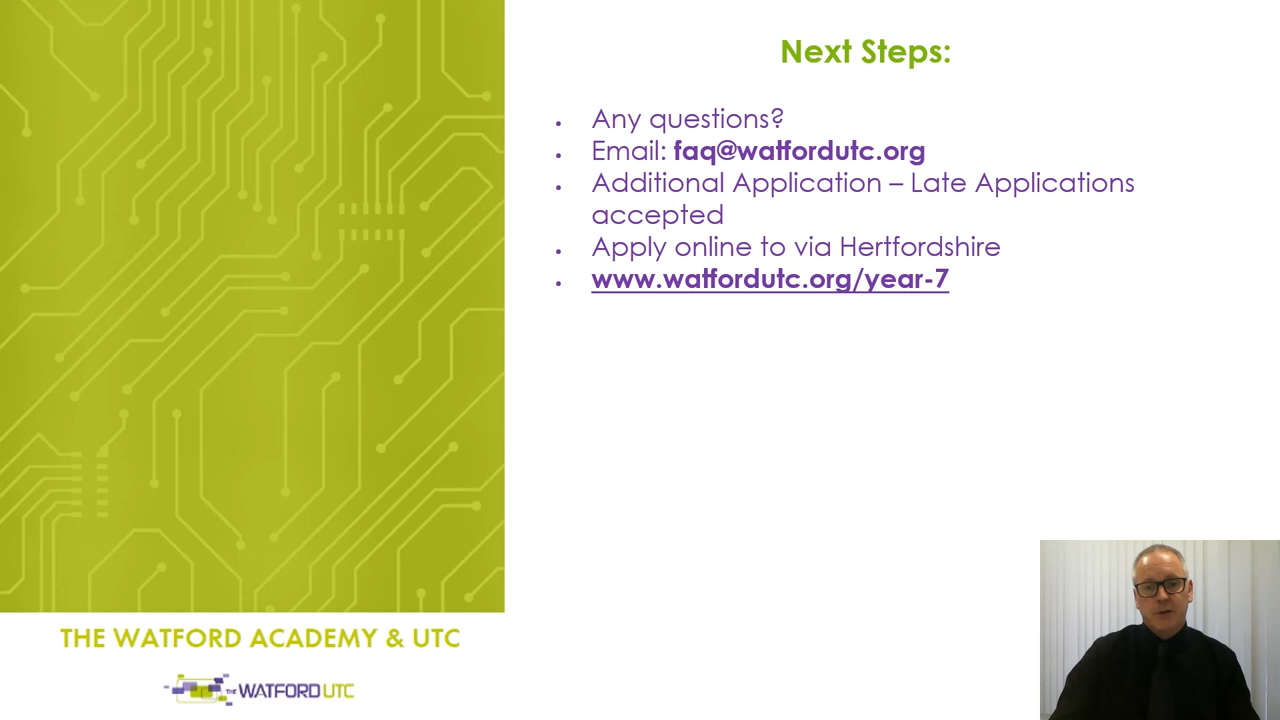 Next Steps:
• Any questions?
• Email: faq@watfordutc.org
• Additional Application – Late Applications
accepted
• Apply online to via Hertfordshire
• www.watfordutc.org/year-7
THE WATFORD ACADEMY & UTC
THE WATFORD UTC